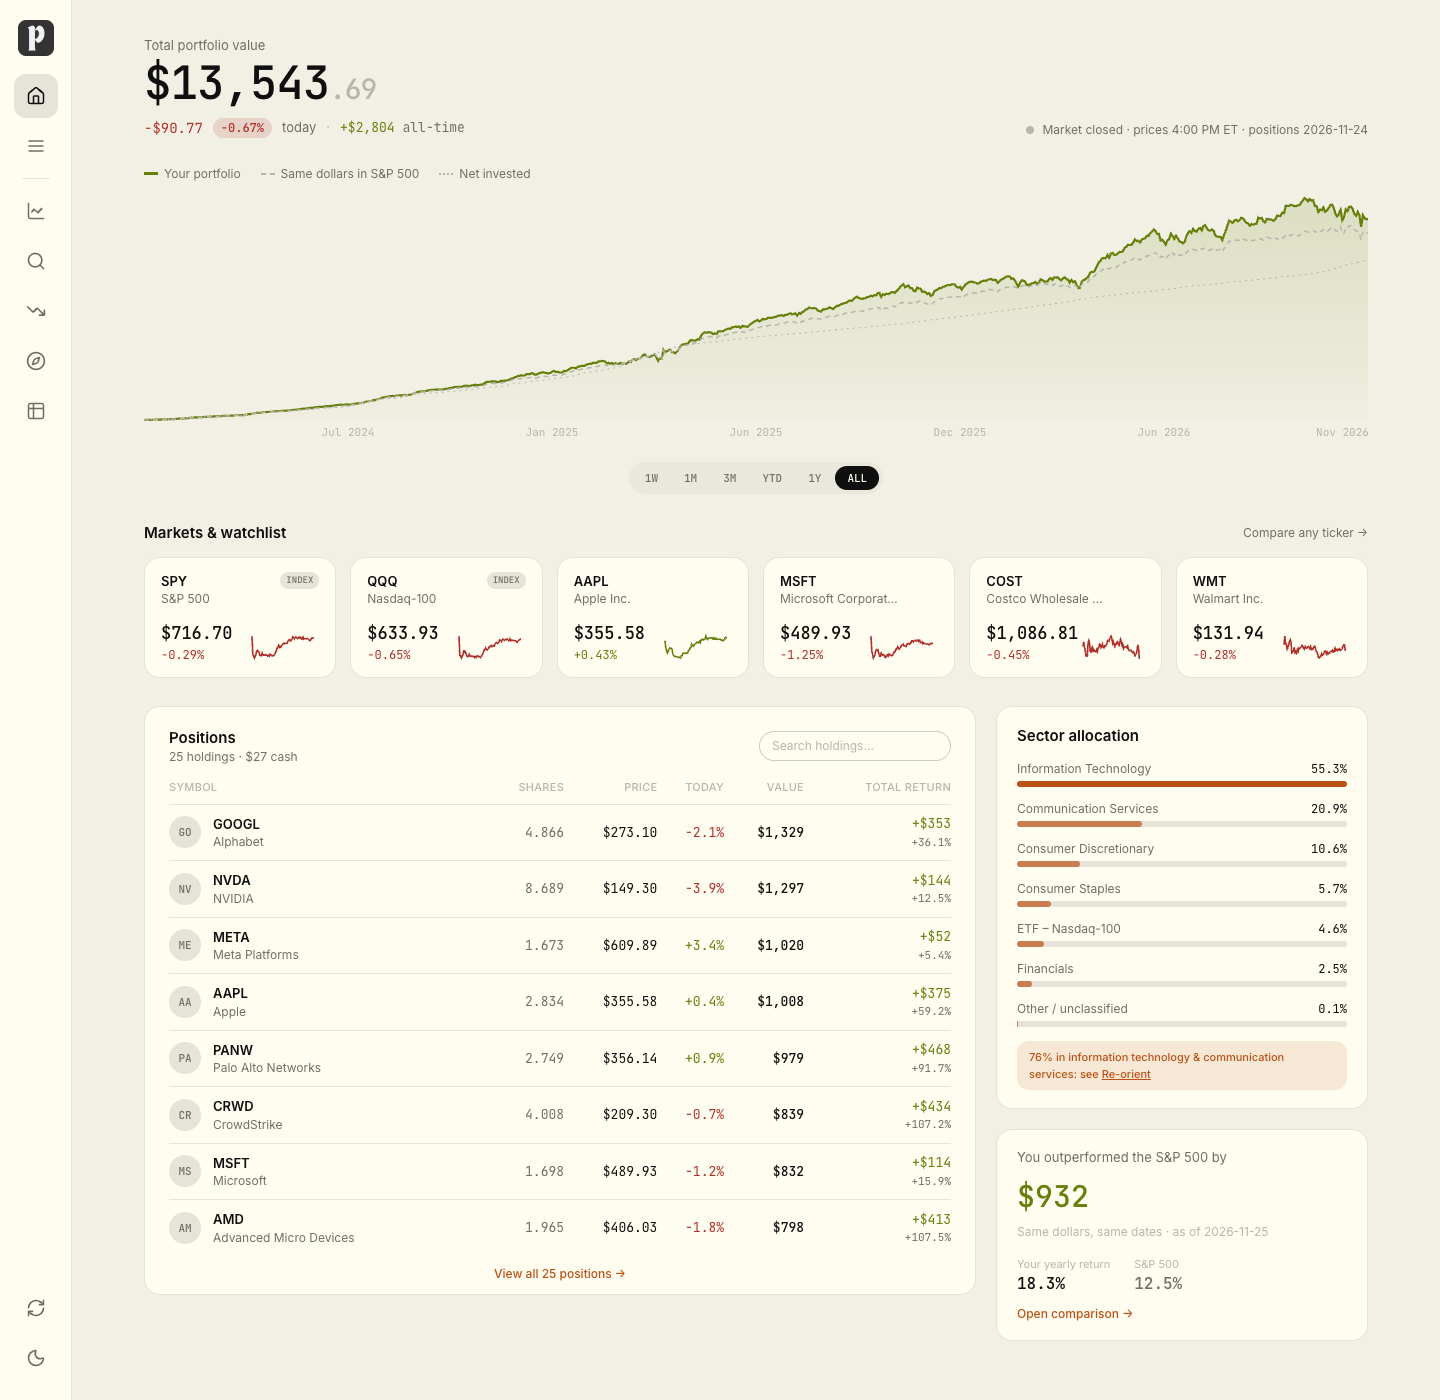 p
Total portfolio value
$13,543.69
-$90.77 -0.67% today · +$2,804 all-time
Market closed · prices 4:00 PM ET · positions 2026-11-24
Your portfolio Same dollars in S&P 500 Net invested
Jul 2024 Jan 2025 Jun 2025 Dec 2025 Jun 2026 Nov 2026
1W 1M 3M YTD 1Y ALL
Markets & watchlist
Compare any ticker →
SPY INDEX
S&P 500
$716.70
-0.29%
QQQ INDEX
Nasdaq-100
$633.93
-0.65%
AAPL
Apple Inc.
$355.58
+0.43%
MSFT
Microsoft Corporat...
$489.93
-1.25%
COST
Costco Wholesale ...
$1,086.81
-0.45%
WMT
Walmart Inc.
$131.94
-0.28%
Positions
25 holdings · $27 cash
Search holdings...
SYMBOL SHARES PRICE TODAY VALUE TOTAL RETURN
GO GOOGL 4.866 $273.10 -2.1% $1,329 +$353
Alphabet +36.1%
NV NVDA 8.689 $149.30 -3.9% $1,297 +$144
NVIDIA +12.5%
ME META 1.673 $609.89 +3.4% $1,020 +$52
Meta Platforms +5.4%
AA AAPL 2.834 $355.58 +0.4% $1,008 +$375
Apple +59.2%
PA PANW 2.749 $356.14 +0.9% $979 +$468
Palo Alto Networks +91.7%
CR CRWD 4.008 $209.30 -0.7% $839 +$434
CrowdStrike +107.2%
MS MSFT 1.698 $489.93 -1.2% $832 +$114
Microsoft +15.9%
AM AMD 1.965 $406.03 -1.8% $798 +$413
Advanced Micro Devices +107.5%
View all 25 positions →
Sector allocation
Information Technology 55.3%
Communication Services 20.9%
Consumer Discretionary 10.6%
Consumer Staples 5.7%
ETF – Nasdaq-100 4.6%
Financials 2.5%
Other / unclassified 0.1%
76% in information technology & communication
services: see Re-orient
You outperformed the S&P 500 by
$932
Same dollars, same dates · as of 2026-11-25
Your yearly return S&P 500
18.3% 12.5%
Open comparison →